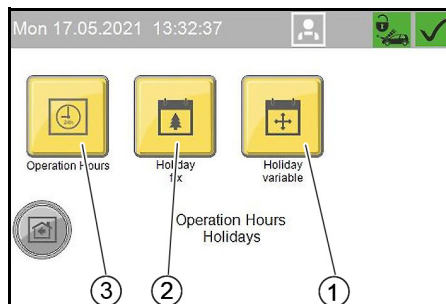 Mon 17.05.2021 13:32:37
24h
Operation Hours
Holiday
fix
Holiday
variable
Operation Hours
Holidays
3
2
1